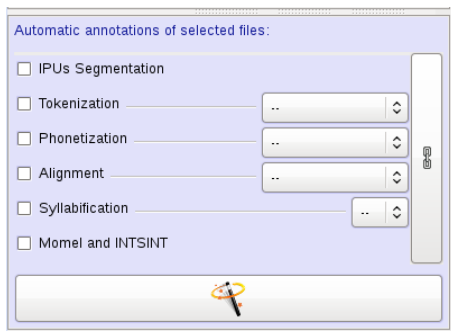 Automatic annotations of selected files:
IPUs Segmentation
Tokenization --
Phonetization --
Alignment --
Syllabification --
Momel and INTSINT